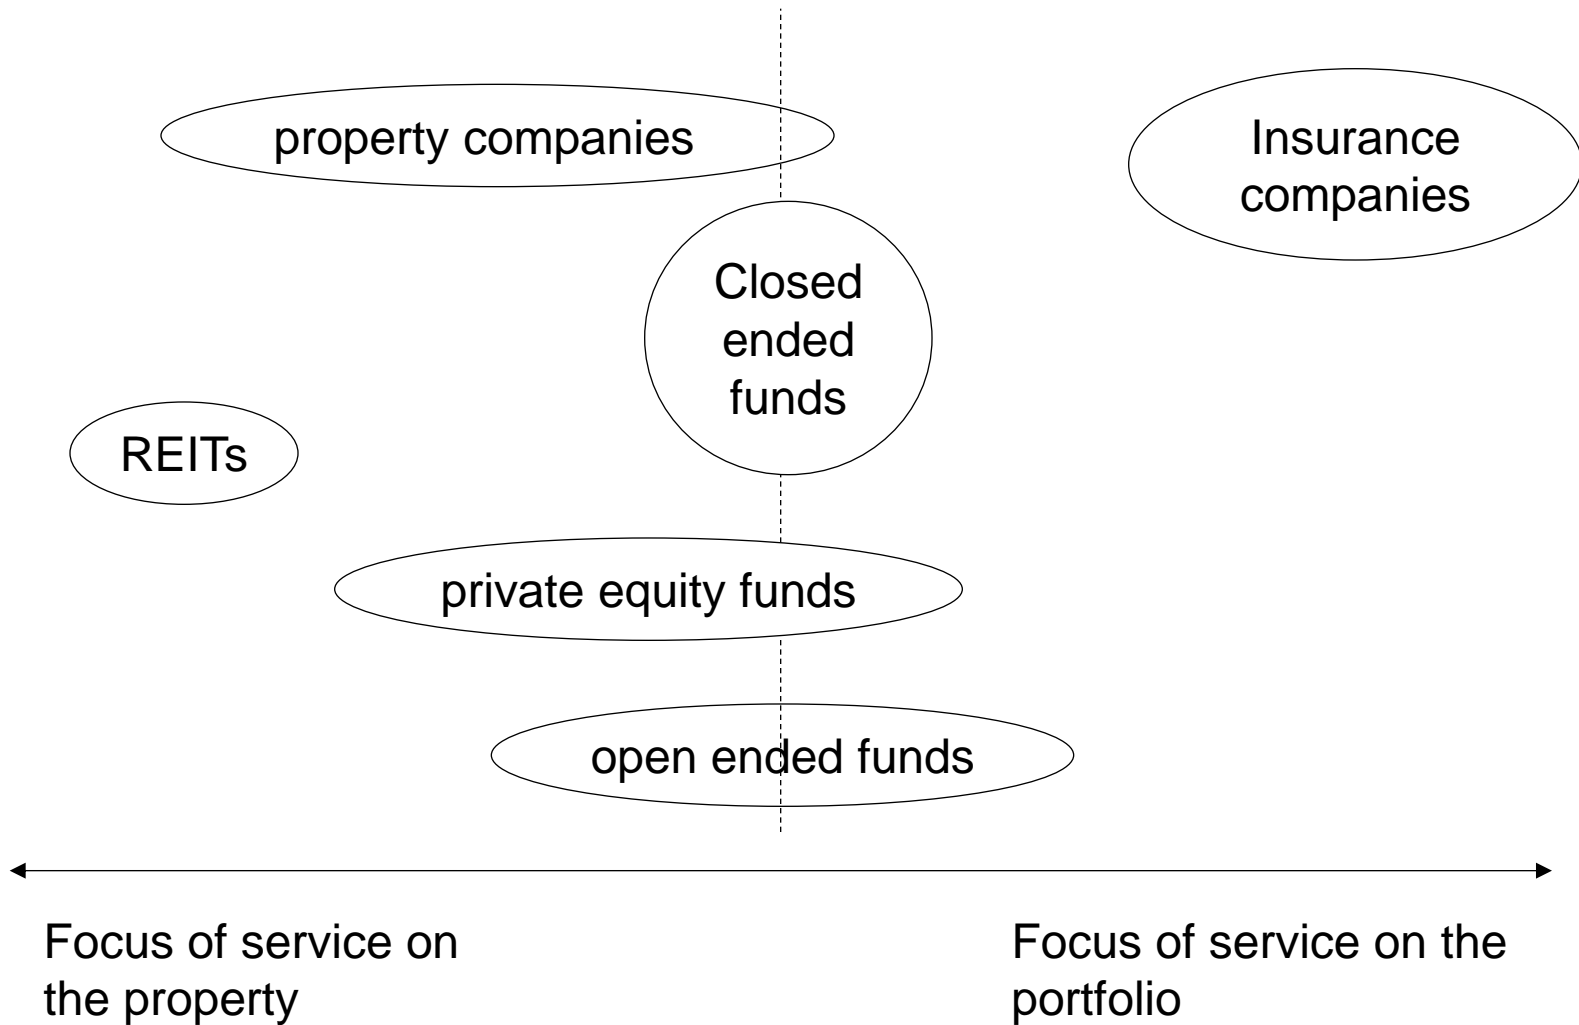 property companies
Insurance
companies
Closed
ended
funds
REITs
private equity funds
open ended funds
Focus of service on
the property
Focus of service on the
portfolio